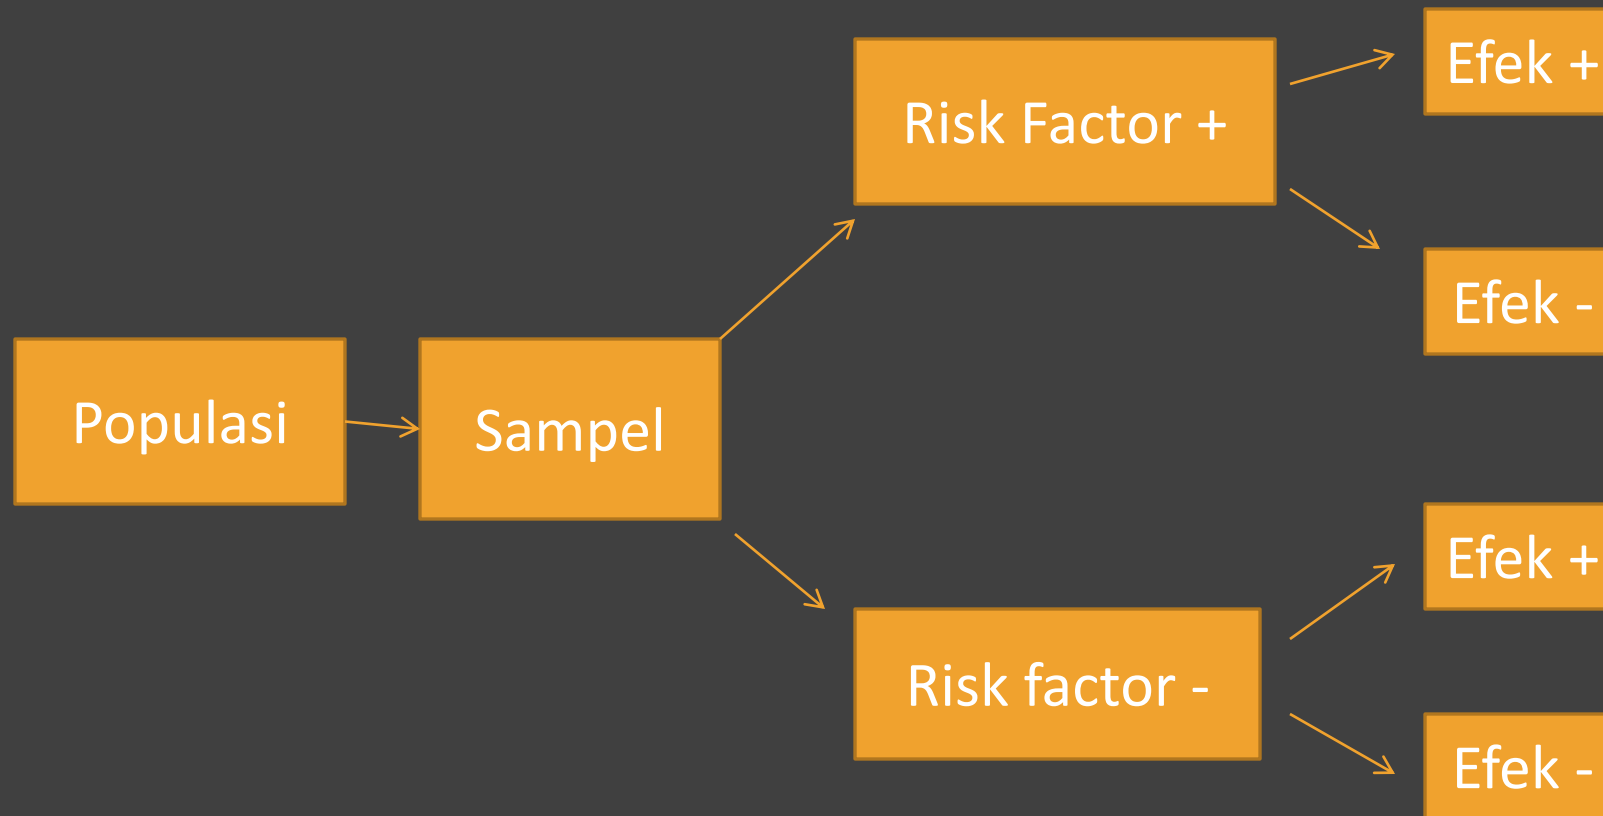 Populasi
Sampel
Risk Factor +
Efek +
Efek -
Risk factor -
Efek +
Efek -